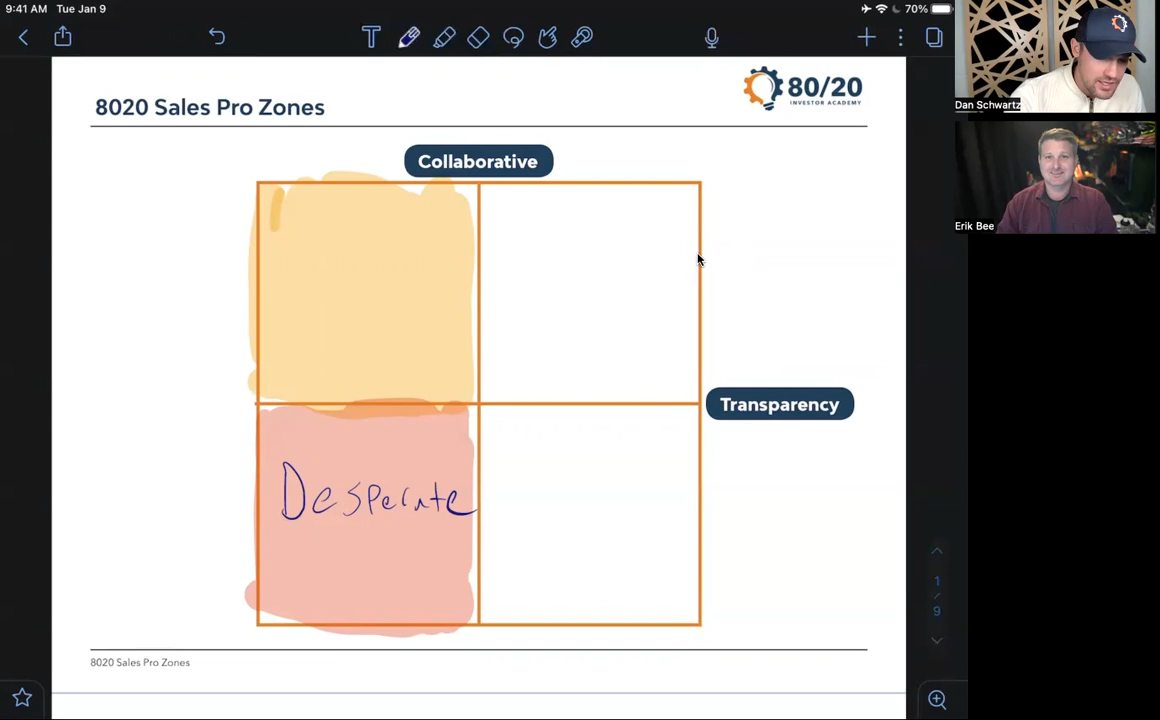 9:41 AM Tue Jan 9
70%
80/20
INVESTOR ACADEMY
8020 Sales Pro Zones
Dan Schwartz
Collaborative
Erik Bee
Transparency
Desperate
1
/
9
8020 Sales Pro Zones